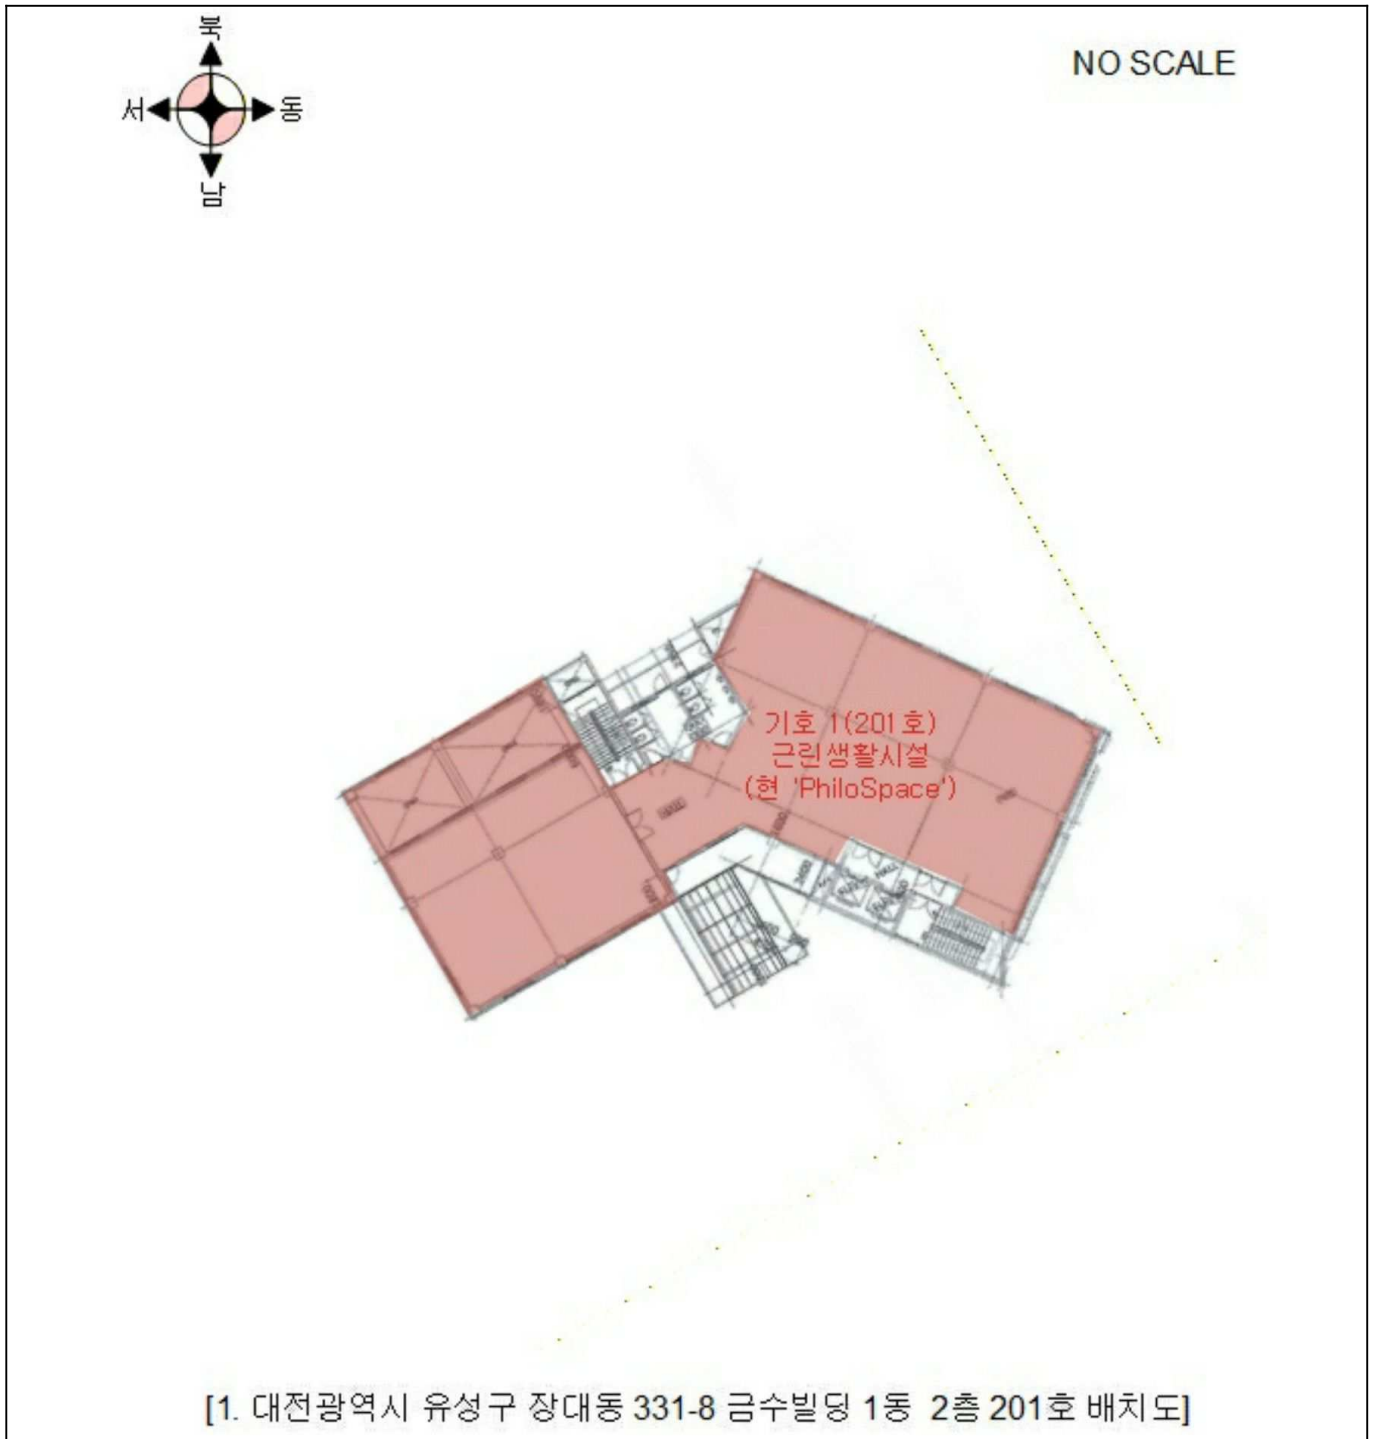 북
NO SCALE
서
동
남
기호 1(201호)
근린생활시설
(현 'PhiloSpace')
[1. 대전광역시 유성구 장대동 331-8 금수빌딩 1동 2층 201호 배치도]